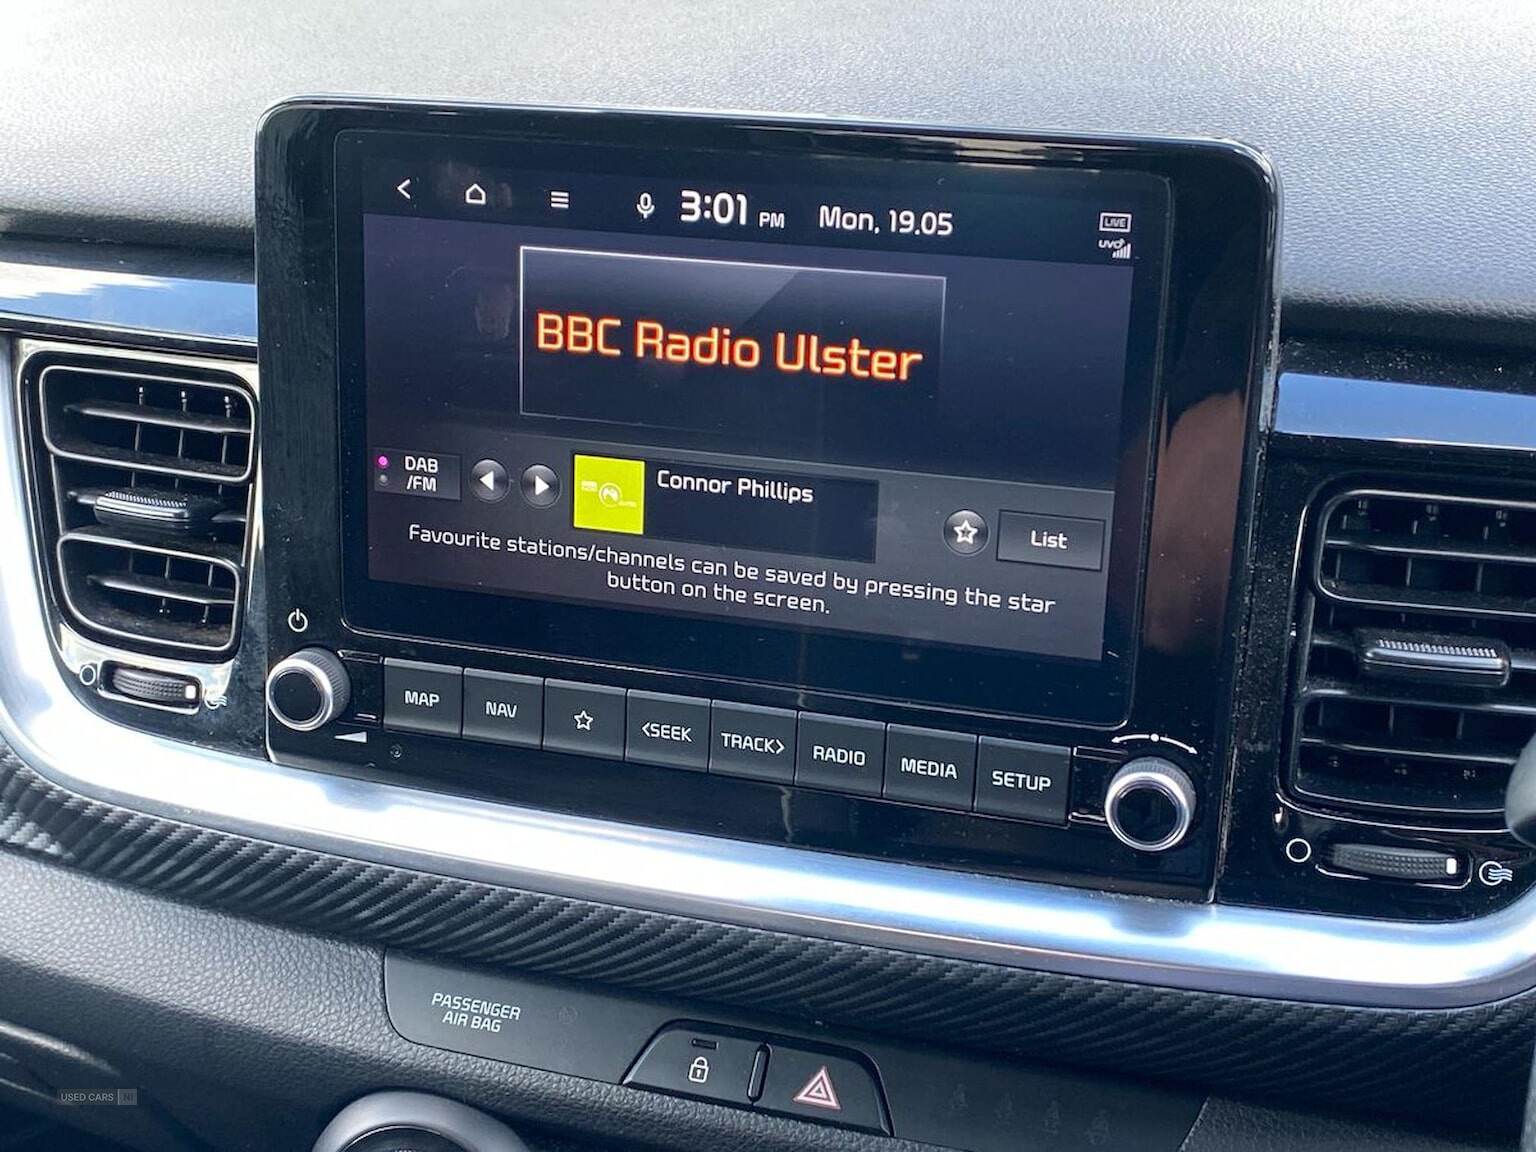 3:01 PM Mon, 19.05
LIVE
UVO
BBC Radio Ulster
DAB
/FM
Connor Phillips
List
Favourite stations/channels can be saved by pressing the star
button on the screen.
MAP
NAV
<SEEK
TRACK>
RADIO
MEDIA
SETUP
PASSENGER
AIR BAG
USED CARS NI